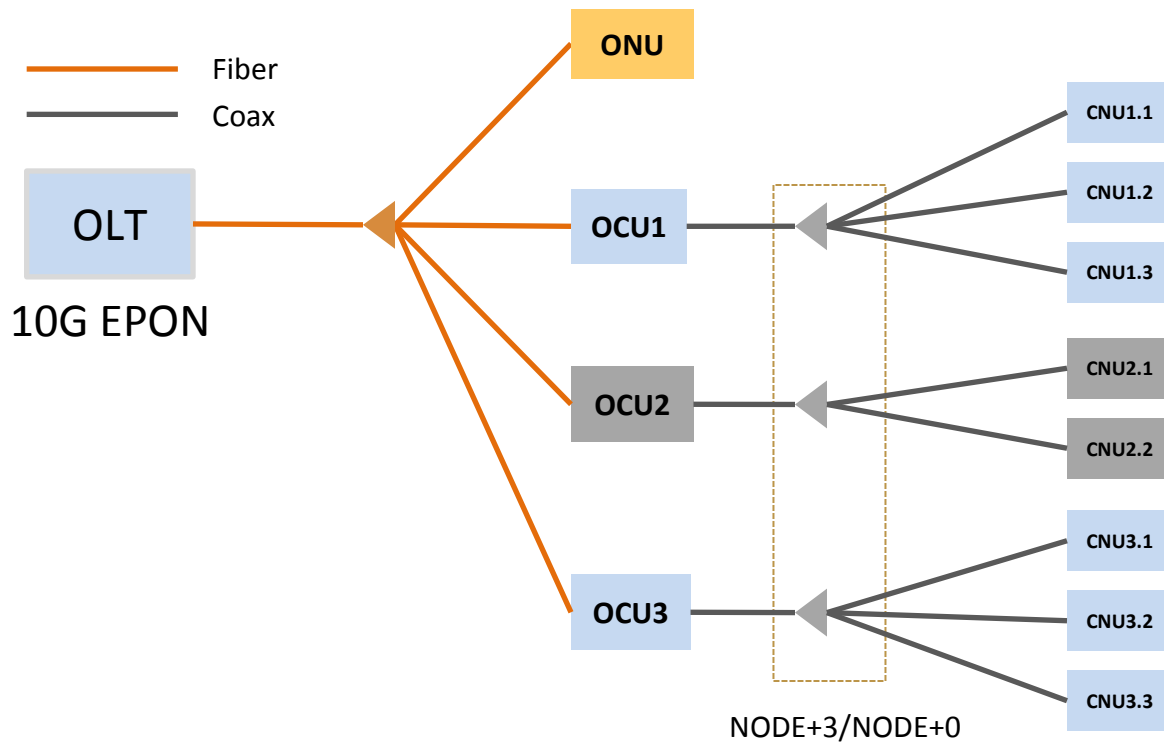 Fiber
Coax
OLT
10G EPON
ONU
OCU1
OCU2
OCU3
CNU1.1
CNU1.2
CNU1.3
CNU2.1
CNU2.2
CNU3.1
CNU3.2
CNU3.3
NODE+3/NODE+0